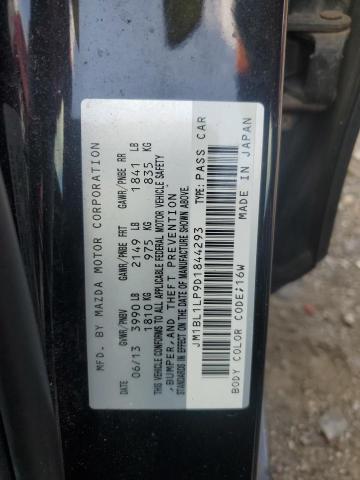 MFD. BY MAZDA MOTOR CORPORATION
DATE GVWR/PNBV GAWR/PNBE FRT GAWR/PNBE RR
06/13 3990 LB 2149 LB 1841 LB
1810 KG 975 KG 835 KG
THIS VEHICLE CONFORMS TO ALL APPLICABLE FEDERAL MOTOR VEHICLE SAFETY
,BUMPER,AND THEFT PREVENTION
STANDARDS IN EFFECT ON THE DATE OF MANUFACTURE SHOWN ABOVE.
JM1BL1LP9D1844293 TYPE:PASS CAR
BODY COLOR CODE;16W MADE IN JAPAN